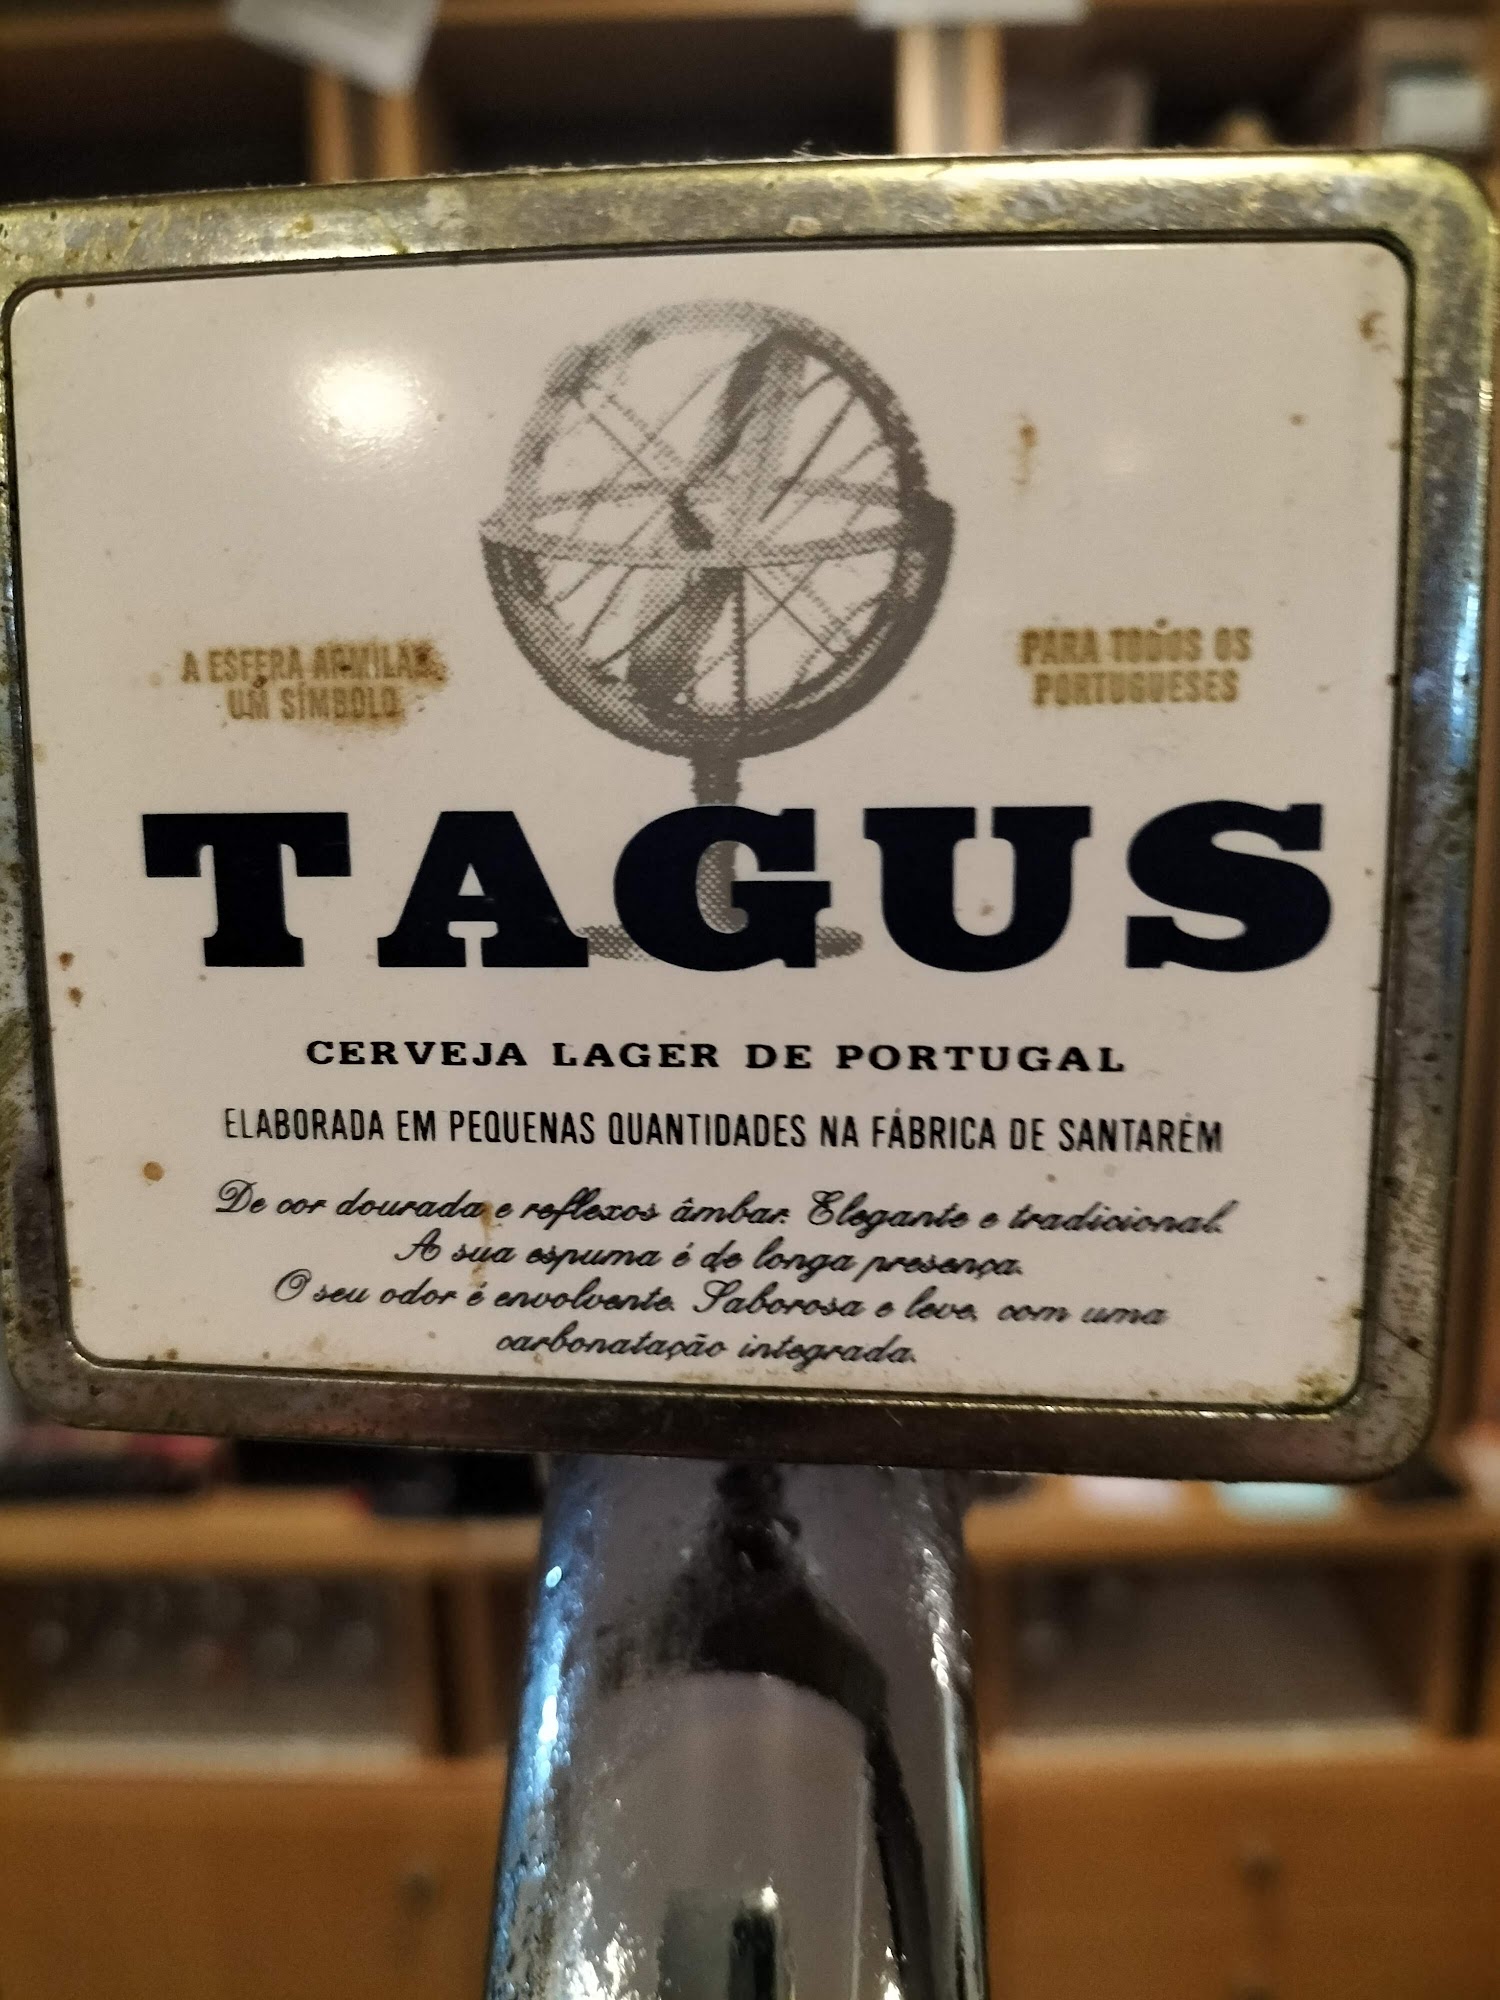 A ESFERA ARMILAR,
UM SÍMBOLO
PARA TODOS OS
PORTUGUESES
TAGUS
CERVEJA LAGER DE PORTUGAL
ELABORADA EM PEQUENAS QUANTIDADES NA FÁBRICA DE SANTARÉM
De cor dourada e reflexos âmbar. Elegante e tradicional.
A sua espuma é de longa presença.
O seu odor é envolvente. Saborosa e leve, com uma
carbonatação integrada.